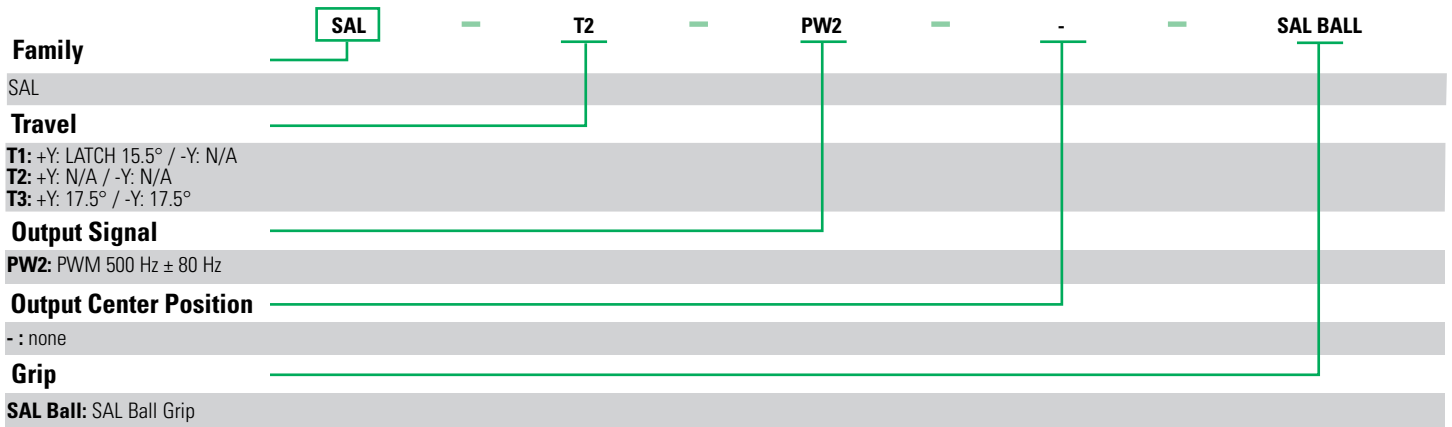 SAL - T2 - PW2 - - - SAL BALL
Family
SAL
Travel
T1: +Y: LATCH 15.5° / -Y: N/A
T2: +Y: N/A / -Y: N/A
T3: +Y: 17.5° / -Y: 17.5°
Output Signal
PW2: PWM 500 Hz ± 80 Hz
Output Center Position
- : none
Grip
SAL Ball: SAL Ball Grip